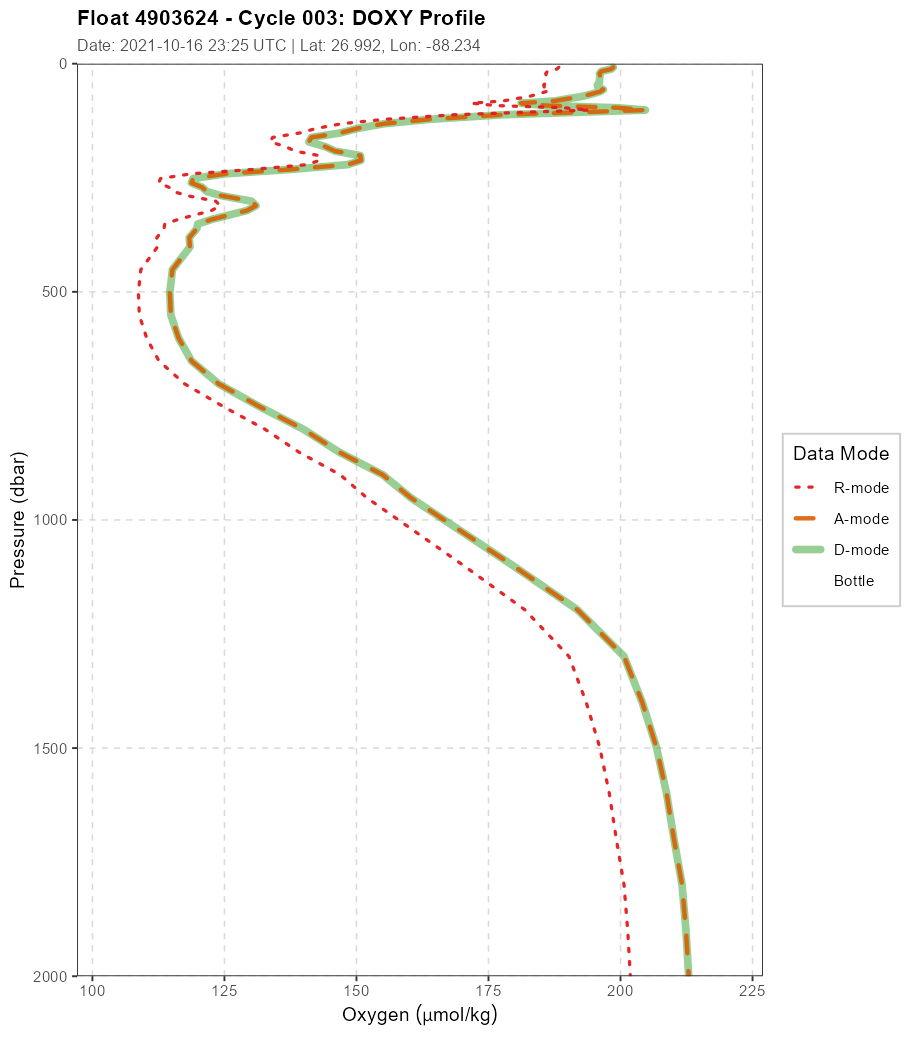 Float 4903624 - Cycle 003: DOXY Profile
Date: 2021-10-16 23:25 UTC | Lat: 26.992, Lon: -88.234
0
500
1000
1500
2000
Pressure (dbar)
100 125 150 175 200 225
Oxygen (μmol/kg)
Data Mode
R-mode
A-mode
D-mode
Bottle